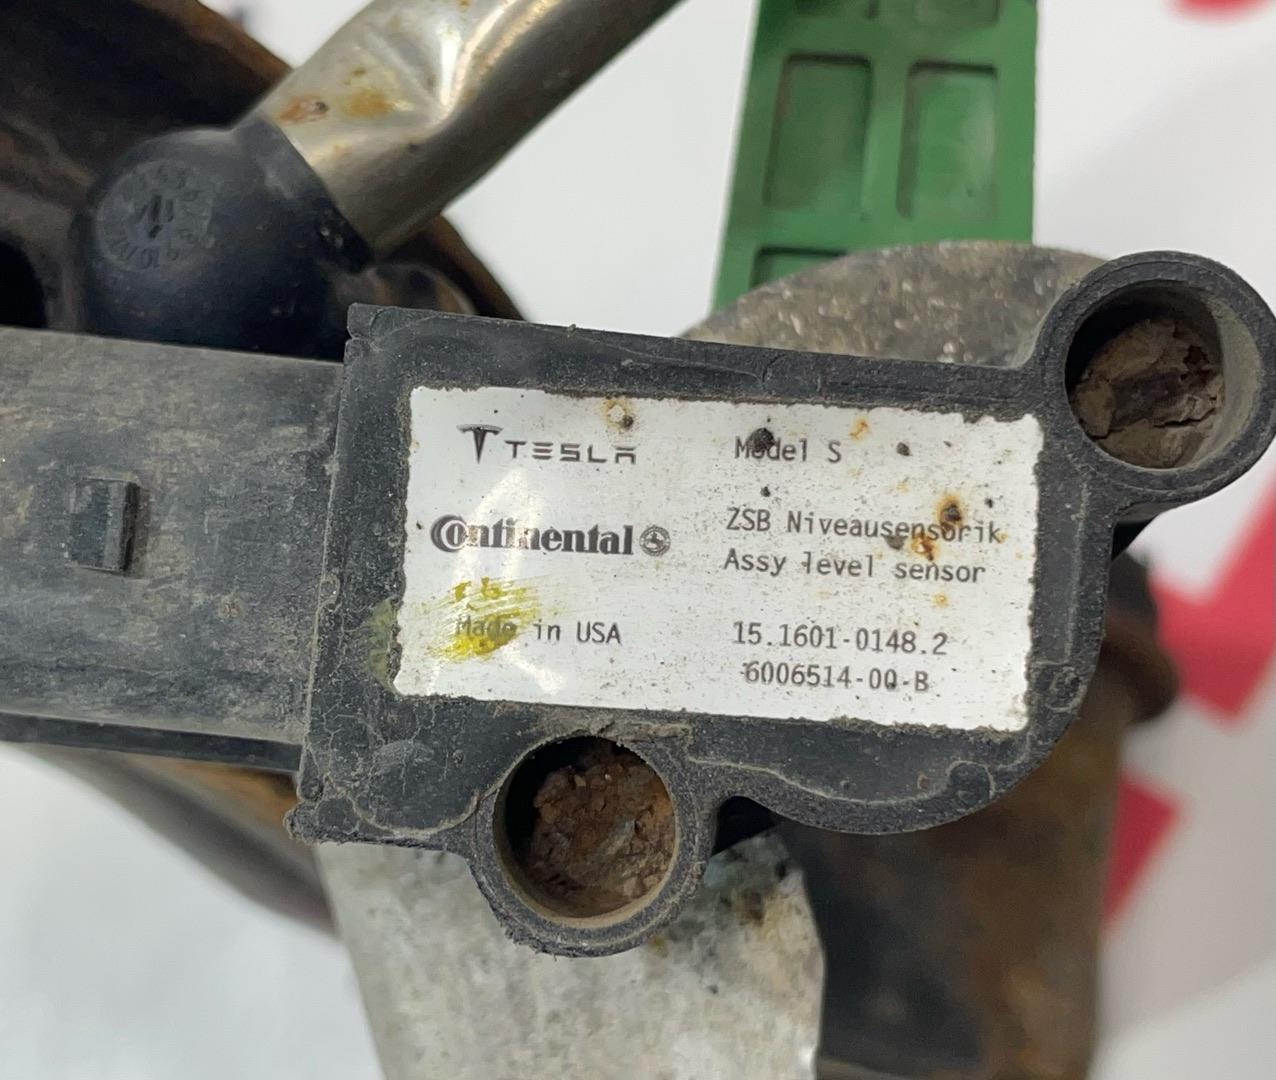 TESLA
Model S
Continental
ZSB Niveausensorik
Assy level sensor
Made in USA
15.1601-0148.2
6006514-00-B